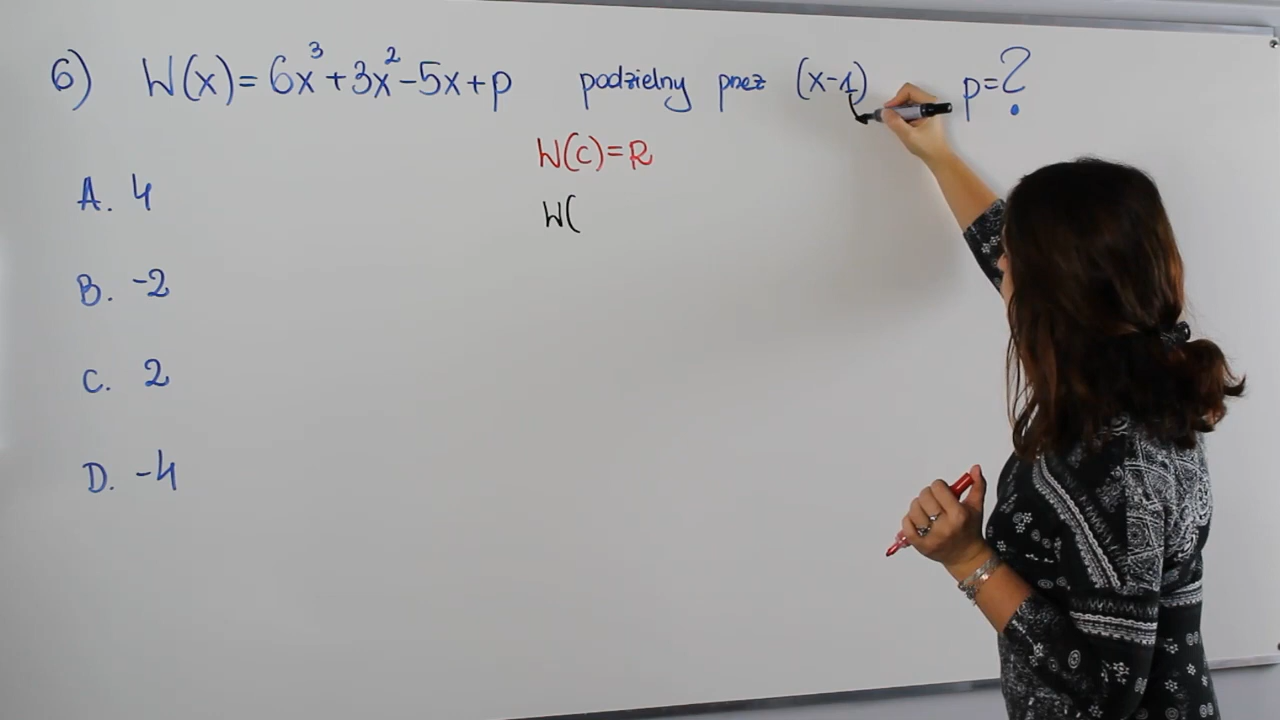 6) W(x)=6x³+3x²-5x+p podzielny przez (x-1) p=?
W(c)=R
W(
A. 4
B. -2
C. 2
D. -4